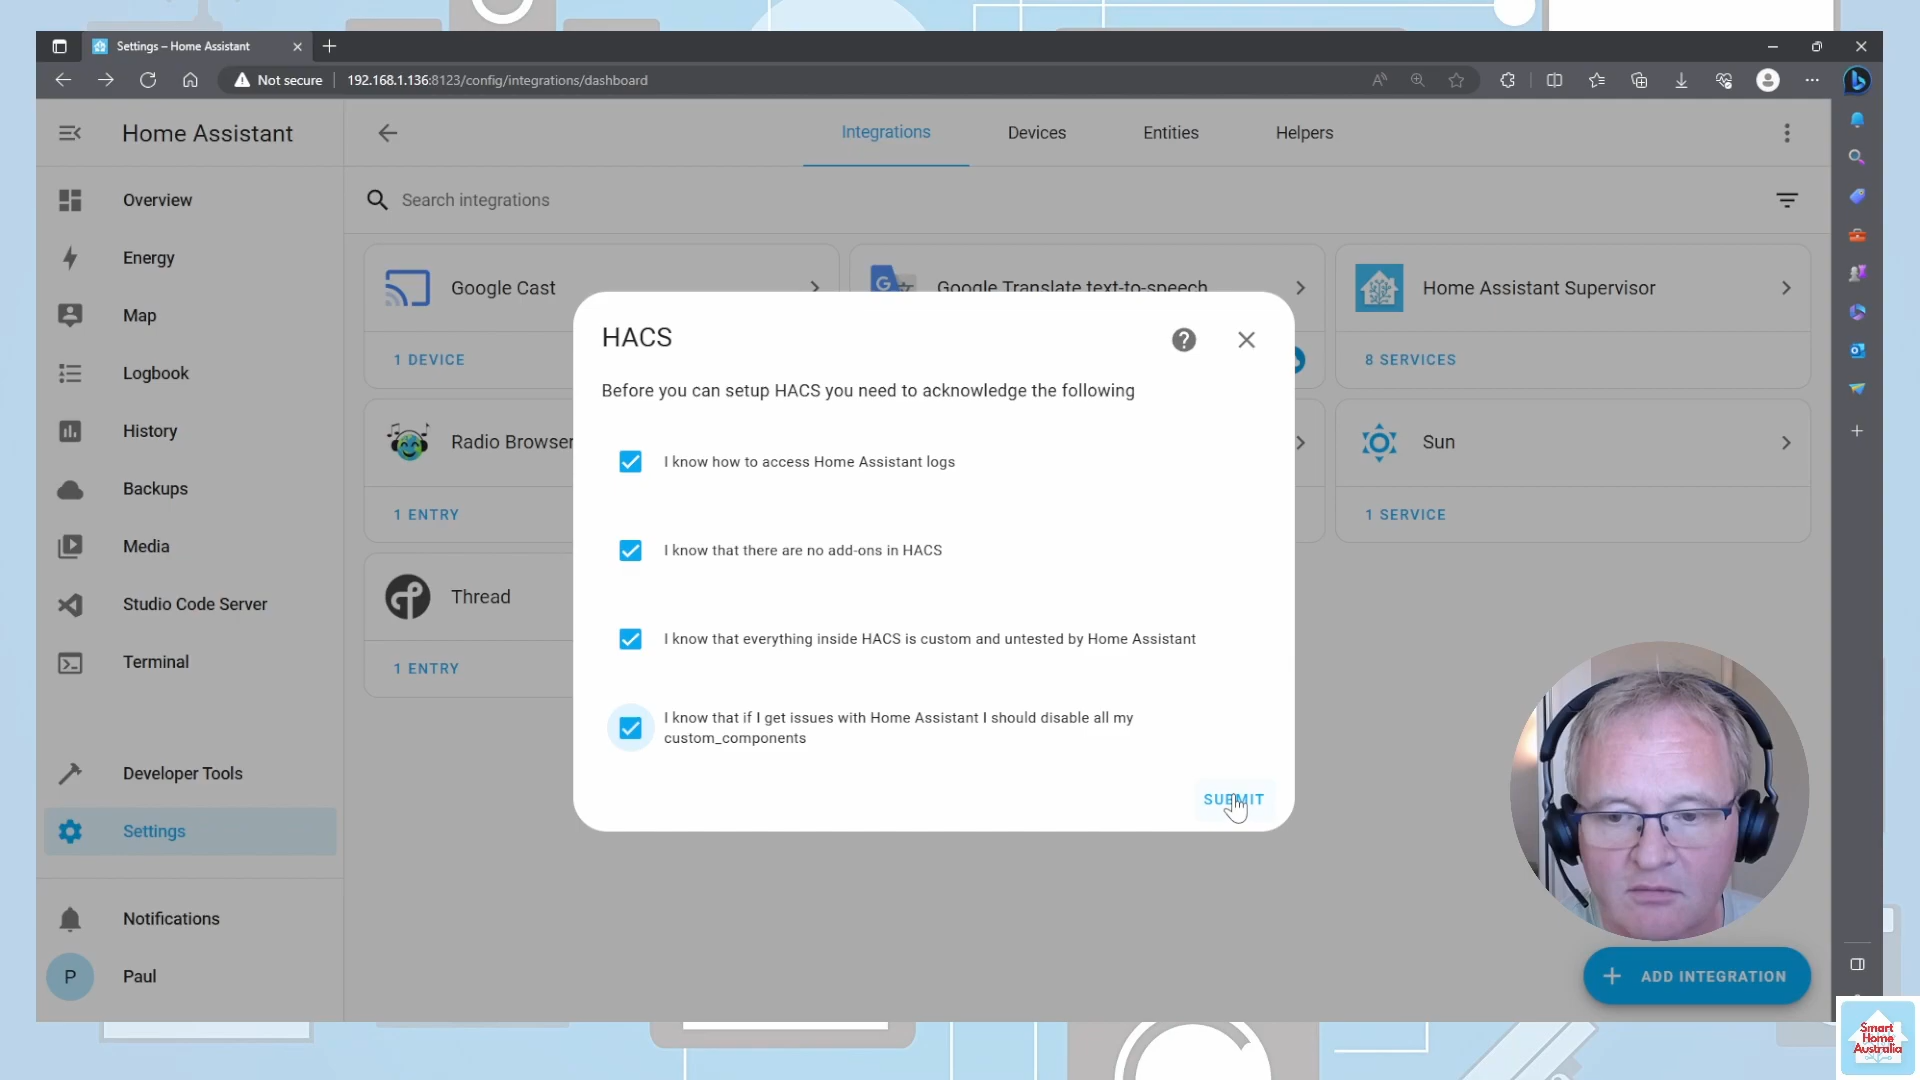 Settings – Home Assistant
Not secure
192.168.1.136:8123/config/integrations/dashboard
Home Assistant
Integrations
Devices
Entities
Helpers
Search integrations
Overview
Energy
Map
Logbook
History
Backups
Media
Studio Code Server
Terminal
Developer Tools
Settings
Notifications
P
Paul
Google Cast
1 DEVICE
Google Translate text-to-speech
Home Assistant Supervisor
8 SERVICES
Radio Browser
1 ENTRY
Sun
1 SERVICE
Thread
1 ENTRY
HACS
Before you can setup HACS you need to acknowledge the following
I know how to access Home Assistant logs
I know that there are no add-ons in HACS
I know that everything inside HACS is custom and untested by Home Assistant
I know that if I get issues with Home Assistant I should disable all my
custom_components
SUBMIT
ADD INTEGRATION
Smart
Home
Australia